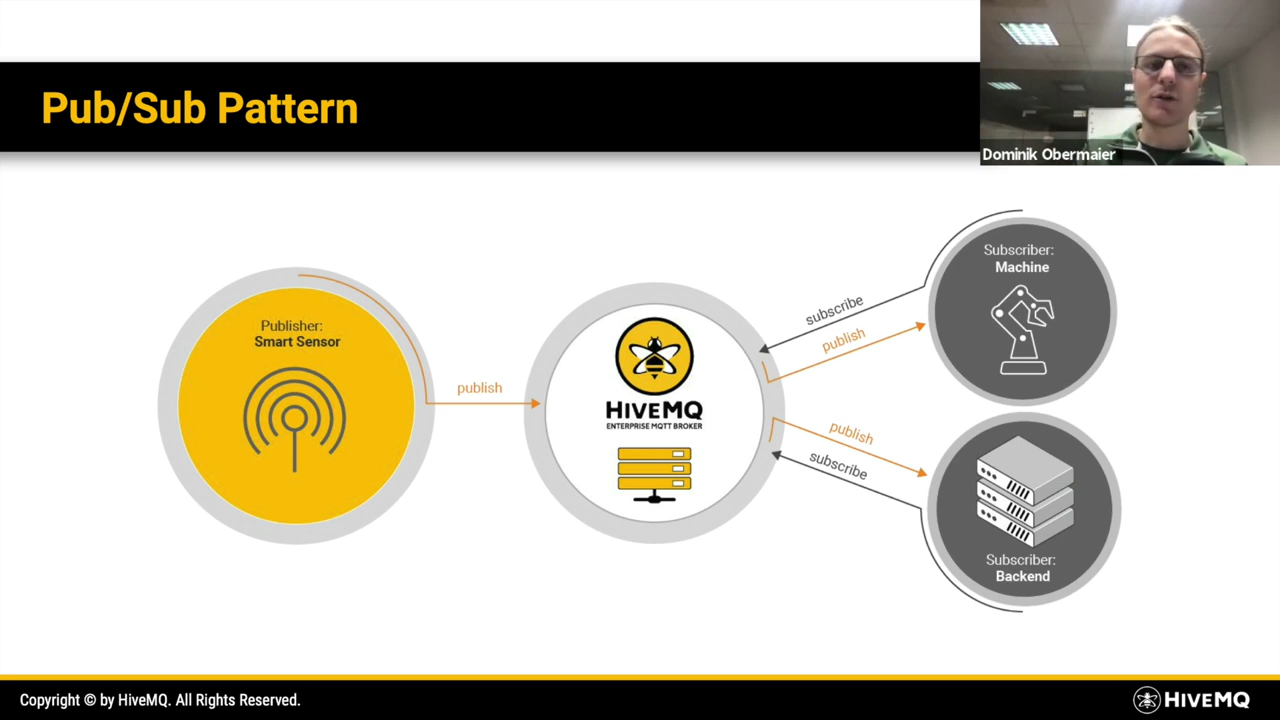 Pub/Sub Pattern
Dominik Obermaier
Publisher:
Smart Sensor
publish
HIVEMQ
ENTERPRISE MQTT BROKER
subscribe
publish
publish
subscribe
Subscriber:
Machine
Subscriber:
Backend
Copyright © by HiveMQ. All Rights Reserved.
HIVEMQ